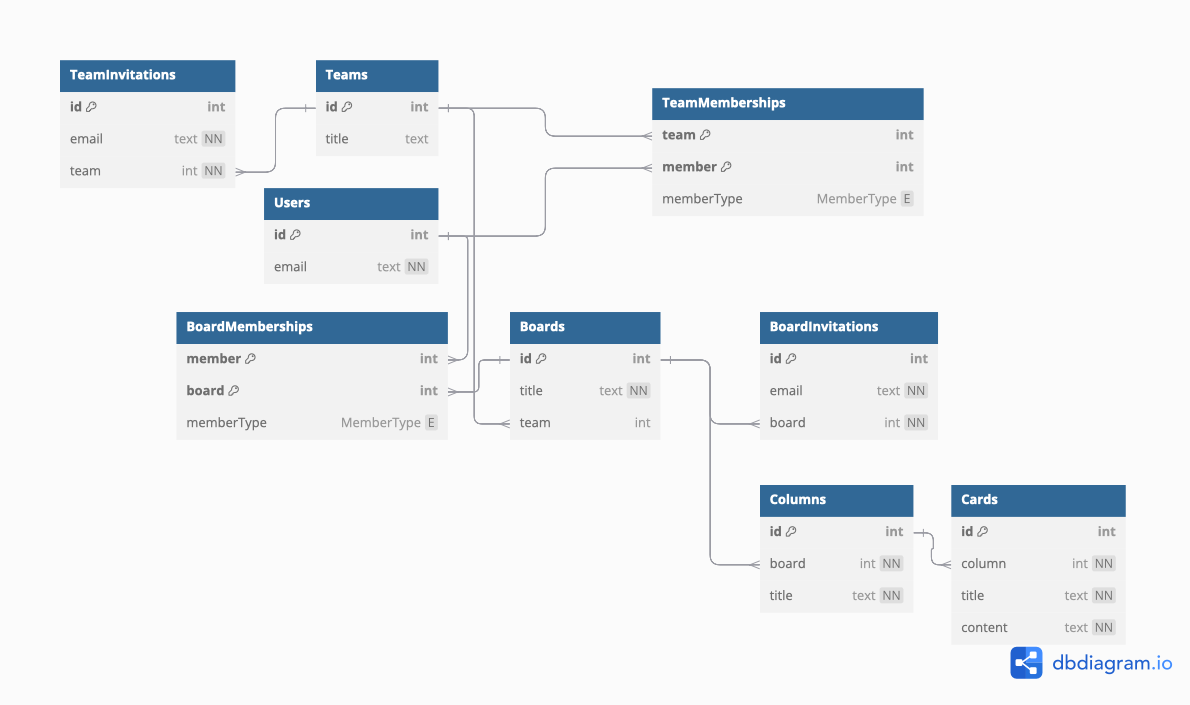 TeamInvitations
id int
email text NN
team int NN
Teams
id int
title text
TeamMemberships
team int
member int
memberType MemberType E
Users
id int
email text NN
BoardMemberships
member int
board int
memberType MemberType E
Boards
id int
title text NN
team int
BoardInvitations
id int
email text NN
board int NN
Columns
id int
board int NN
title text NN
Cards
id int
column int NN
title text NN
content text NN
dbdiagram.io